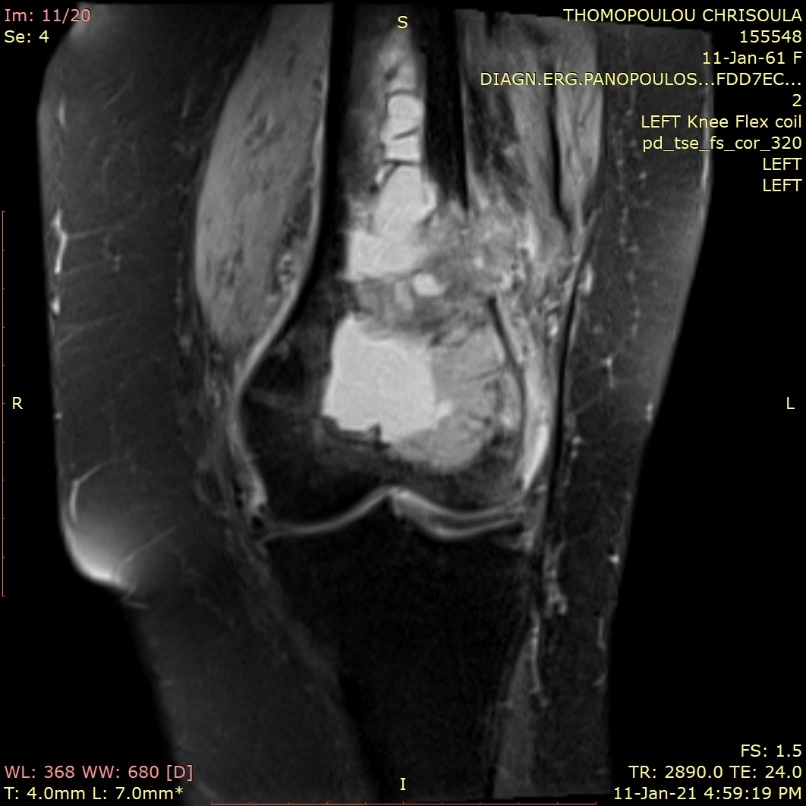 Im: 11/20
Se: 4
S
THOMOPOULOU CHRISOULA
155548
11-Jan-61 F
DIAGN.ERG.PANOPOULOS...FDD7EC...
2
LEFT Knee Flex coil
pd_tse_fs_cor_320
LEFT
LEFT
R
L
WL: 368 WW: 680 [D]
T: 4.0mm L: 7.0mm*
I
FS: 1.5
TR: 2890.0 TE: 24.0
11-Jan-21 4:59:19 PM